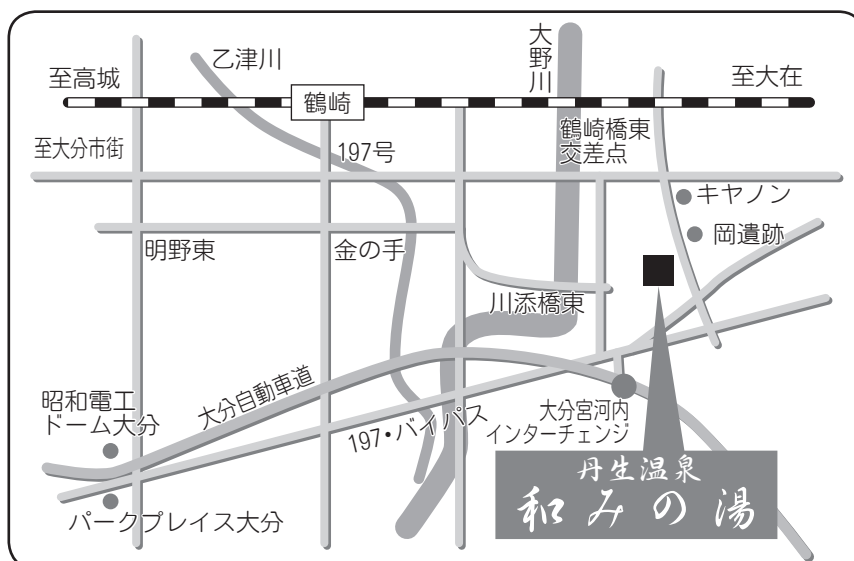 乙津川
大野川
至高城
至大在
鶴崎
鶴崎橋東
交差点
至大分市街
197号
キヤノン
岡遺跡
明野東
金の手
川添橋東
大分自動車道
昭和電工
ドーム大分
197・バイパス
大分宮河内
インターチェンジ
パークプレイス大分
丹生温泉
和みの湯